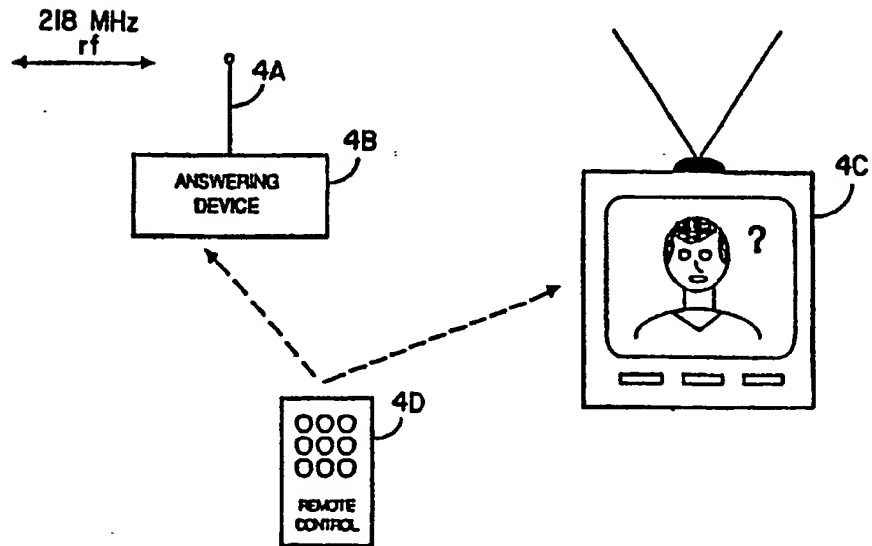 218 MHz
rf
4A
4B
ANSWERING
DEVICE
4C
?
4D
REMOTE
CONTROL